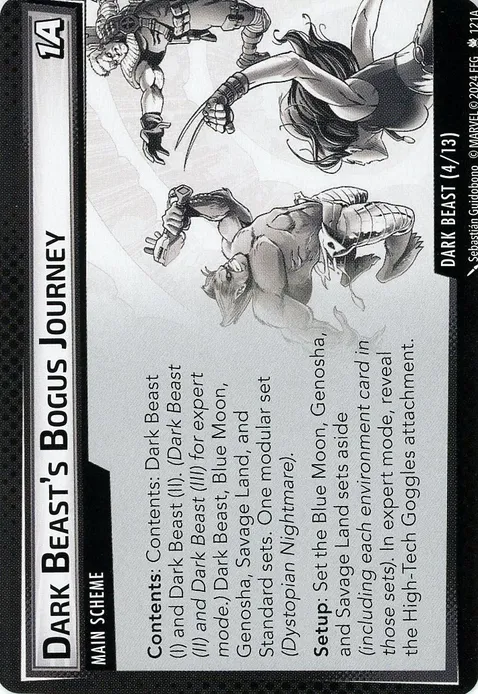 1A
DARK BEAST'S BOGUS JOURNEY
MAIN SCHEME
Contents: Contents: Dark Beast
(I) and Dark Beast (II). (Dark Beast
(II) and Dark Beast (III) for expert
mode.) Dark Beast, Blue Moon,
Genosha, Savage Land, and
Standard sets. One modular set
(Dystopian Nightmare).
Setup: Set the Blue Moon, Genosha,
and Savage Land sets aside
(including each environment card in
those sets). In expert mode, reveal
the High-Tech Goggles attachment.
DARK BEAST (4/13)
Sebastián Guidobono © MARVEL © 2024 FFG 121A